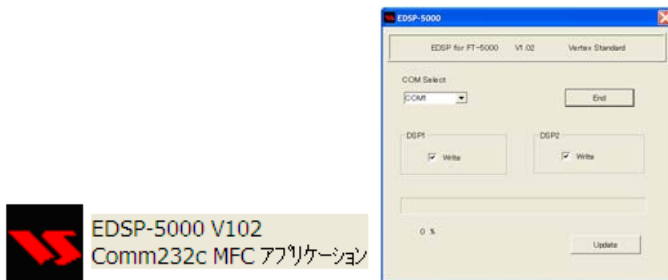 EDSP-5000 V102
Comm232c MFC アプリケーション
EDSP-5000
EDSP for FT-5000 V1.02 Vertex Standard
COM Select
COM1
End
DSP1
Write
DSP2
Write
0 %
Update